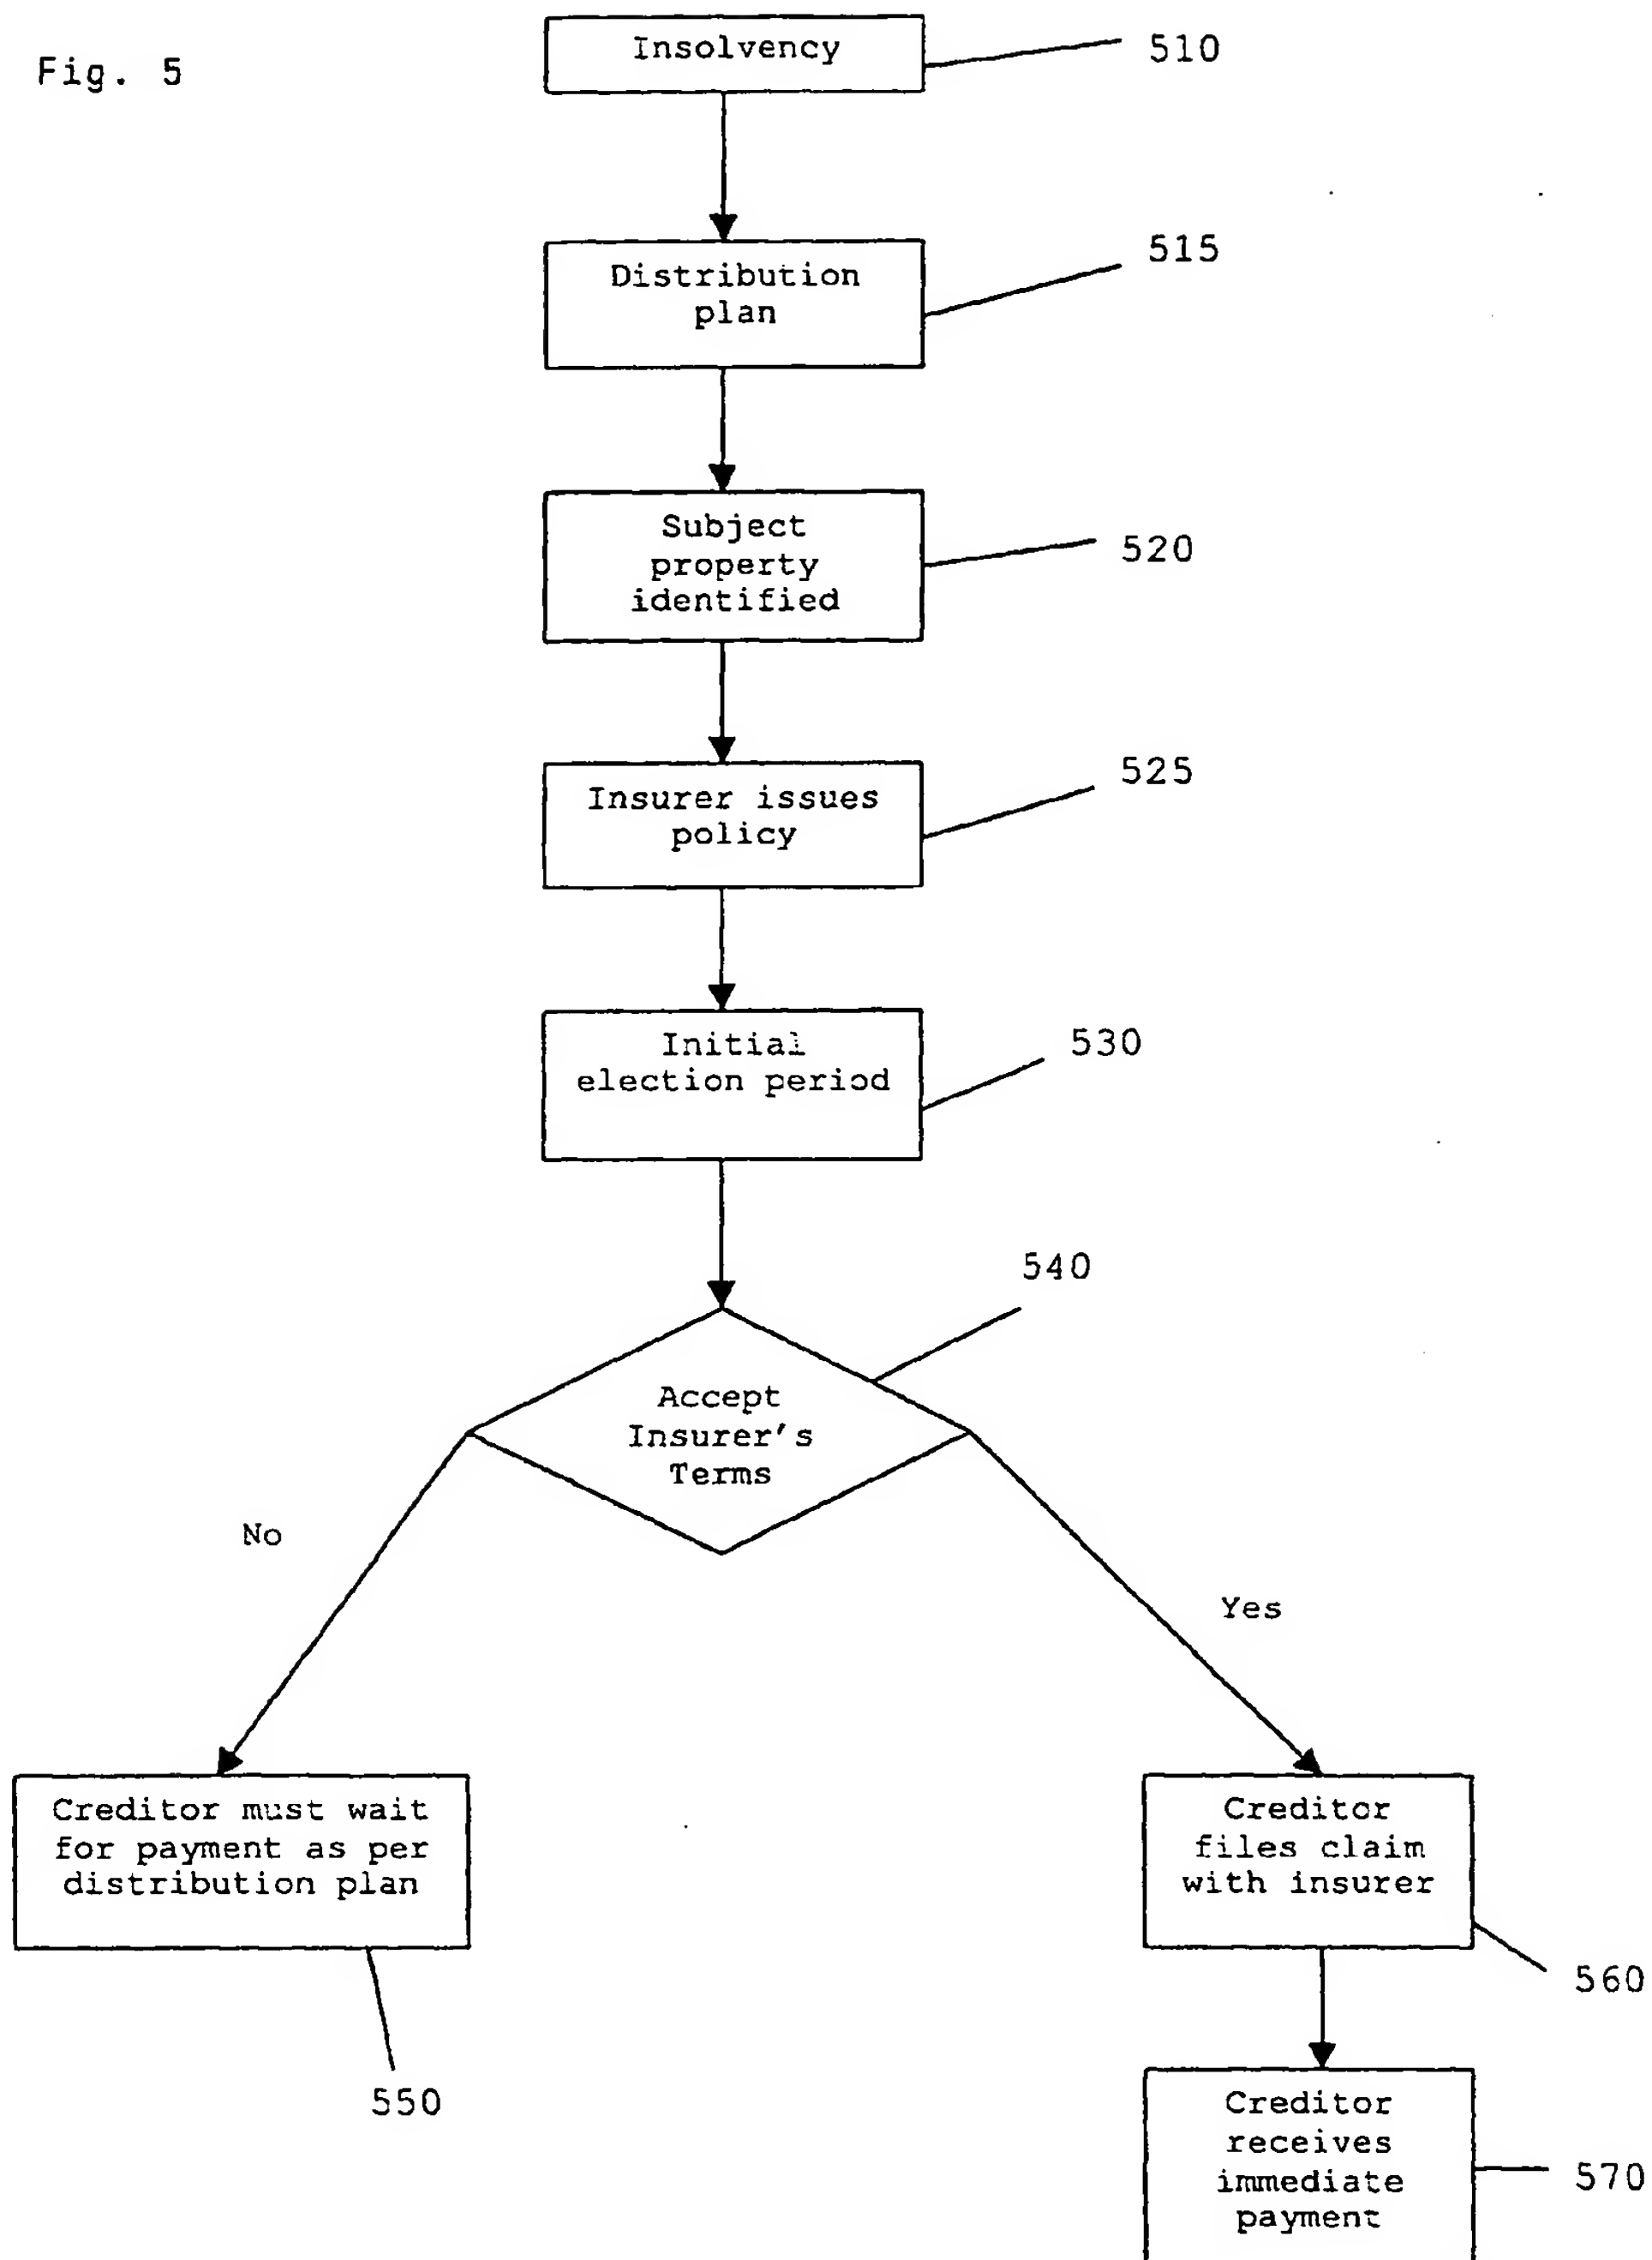 Fig. 5
Insolvency
510
Distribution
plan
515
Subject
property
identified
520
Insurer issues
policy
525
Initial
election period
530
540
Accept
Insurer's
Terms
No
Yes
Creditor must wait
for payment as per
distribution plan
550
Creditor
files claim
with insurer
560
Creditor
receives
immediate
payment
570